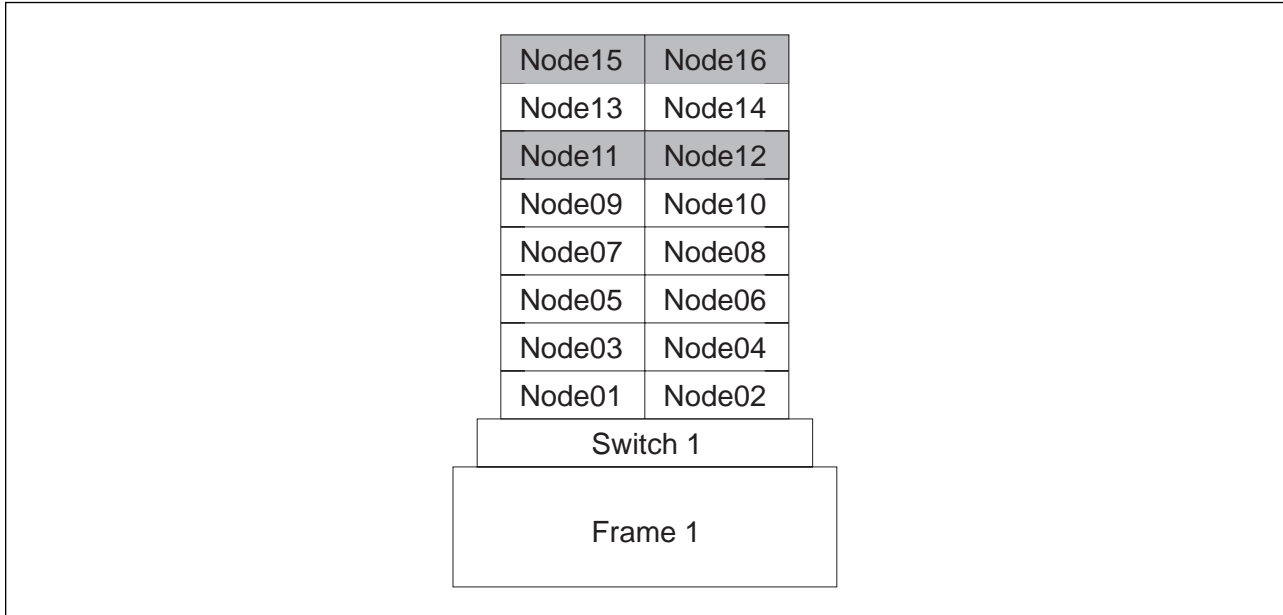 Node15 Node16
Node13 Node14
Node11 Node12
Node09 Node10
Node07 Node08
Node05 Node06
Node03 Node04
Node01 Node02
Switch 1
Frame 1